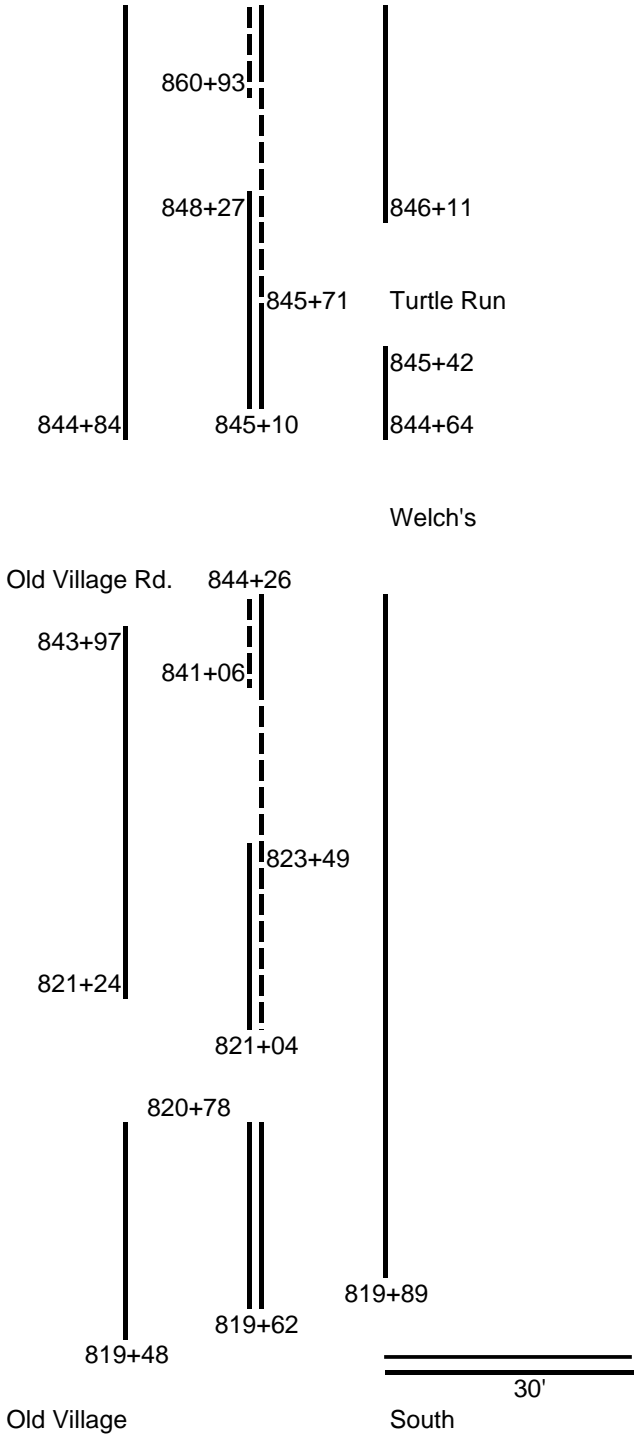 860+93
848+27 846+11
845+71 Turtle Run
845+42
844+84 845+10 844+64
Welch's
Old Village Rd. 844+26
843+97
841+06
823+49
821+24
821+04
820+78
819+89
819+62
819+48
30'
Old Village South